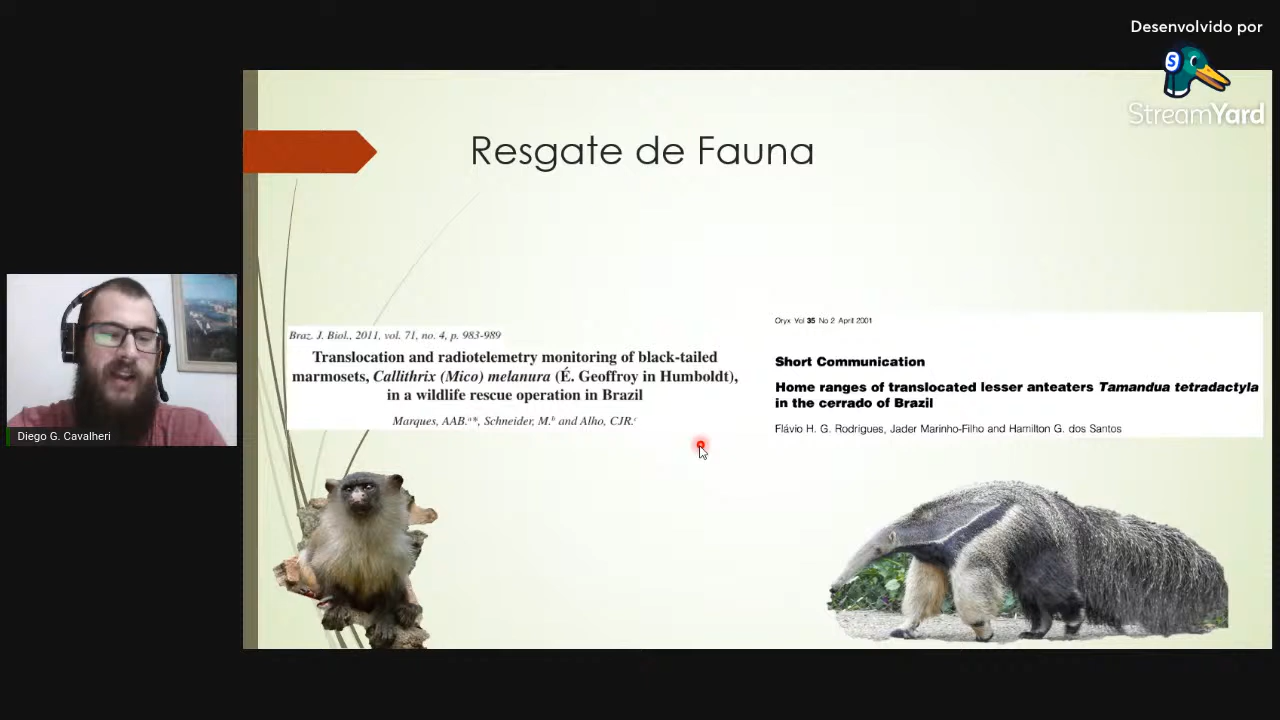 Desenvolvido por
S
StreamYard
Resgate de Fauna
Braz. J. Biol., 2011, vol. 71, no. 4, p. 983-989
Translocation and radiotelemetry monitoring of black-tailed
marmosets, Callithrix (Mico) melanura (É. Geoffroy in Humboldt),
in a wildlife rescue operation in Brazil
Marques, AAB.ª*, Schneider, M.ᵇ and Alho, CJR.ᶜ
Oryx Vol 35 No 2 April 2001
Short Communication
Home ranges of translocated lesser anteaters Tamandua tetradactyla
in the cerrado of Brazil
Flávio H. G. Rodrigues, Jader Marinho-Filho and Hamilton G. dos Santos
Diego G. Cavalheri